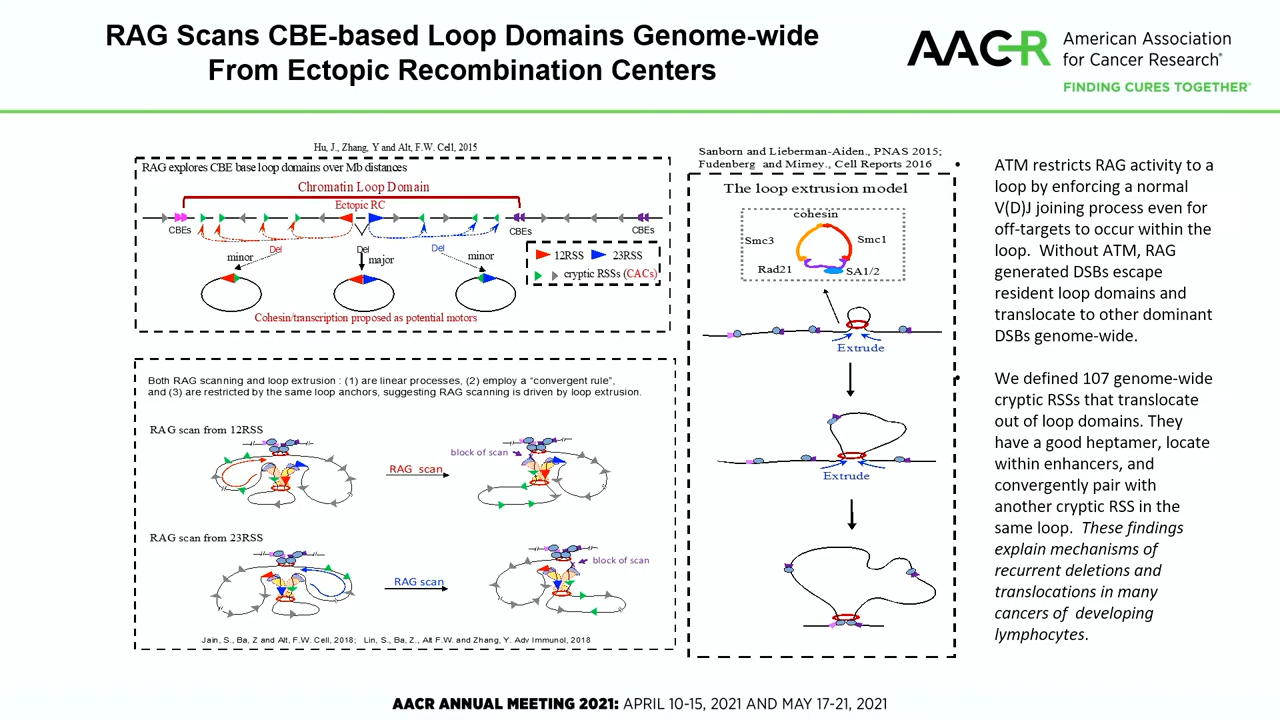 RAG Scans CBE-based Loop Domains Genome-wide
From Ectopic Recombination Centers
AACR
American Association
for Cancer Research®
FINDING CURES TOGETHER®
Hu, J., Zhang, Y and Alt, F.W. Cell, 2015
RAG explores CBE base loop domains over Mb distances
Chromatin Loop Domain
Ectopic RC
CBEs
CBEs
CBEs
Del
Del
Del
minor
major
minor
12RSS
23RSS
cryptic RSSs (CACs)
Cohesin/transcription proposed as potential motors
Both RAG scanning and loop extrusion : (1) are linear processes, (2) employ a “convergent rule”,
and (3) are restricted by the same loop anchors, suggesting RAG scanning is driven by loop extrusion.
RAG scan from 12RSS
RAG scan
block of scan
RAG scan from 23RSS
RAG scan
block of scan
Jain, S., Ba, Z and Alt, F.W. Cell, 2018; Lin, S., Ba, Z., Alt F.W. and Zhang, Y. Adv Immunol, 2018
Sanborn and Lieberman-Aiden., PNAS 2015;
Fudenberg and Mirney., Cell Reports 2016
The loop extrusion model
cohesin
Smc3
Smc1
Rad21
SA1/2
Extrude
Extrude
• ATM restricts RAG activity to a
loop by enforcing a normal
V(D)J joining process even for
off-targets to occur within the
loop. Without ATM, RAG
generated DSBs escape
resident loop domains and
translocate to other dominant
DSBs genome-wide.
• We defined 107 genome-wide
cryptic RSSs that translocate
out of loop domains. They
have a good heptamer, locate
within enhancers, and
convergently pair with
another cryptic RSS in the
same loop. These findings
explain mechanisms of
recurrent deletions and
translocations in many
cancers of developing
lymphocytes.
AACR ANNUAL MEETING 2021: APRIL 10-15, 2021 AND MAY 17-21, 2021